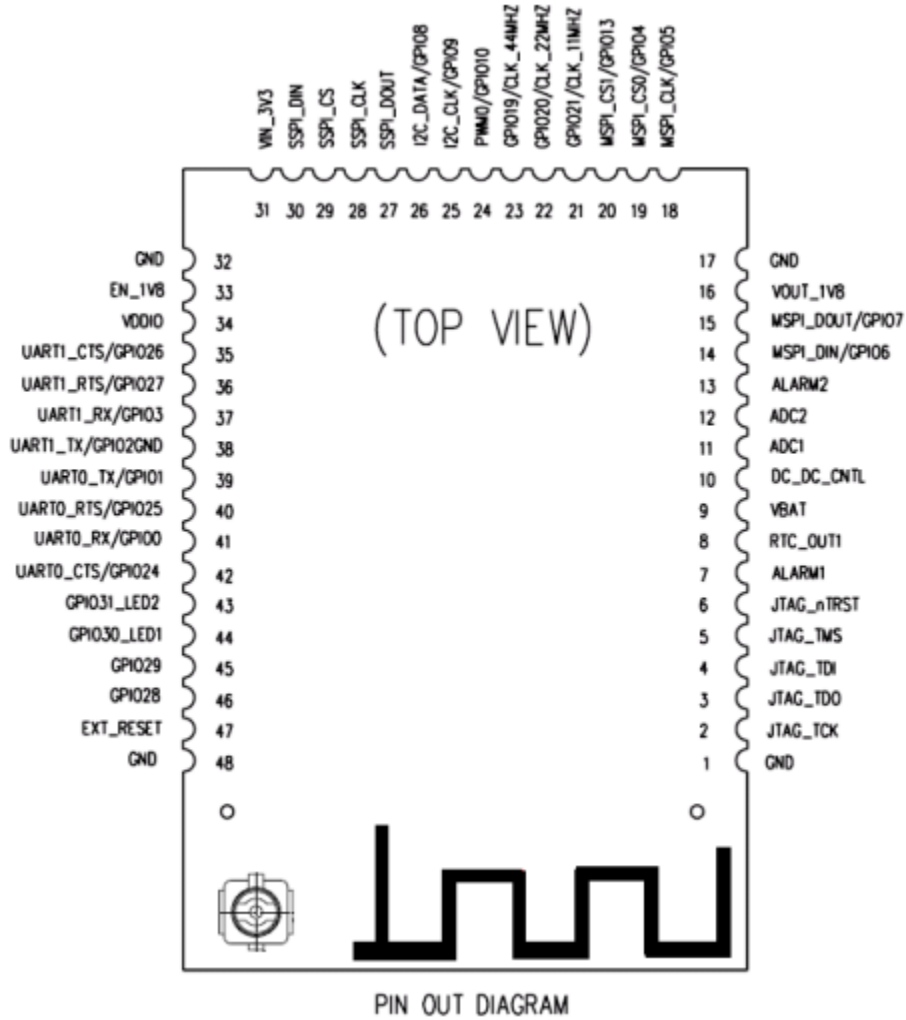 VIN_3V3
SSPI_DIN
SSPI_CS
SSPI_CLK
SSPI_DOUT
I2C_DATA/GPIO8
I2C_CLK/GPIO9
PWM0/GPIO10
GPIO19/CLK_44MHZ
GPIO20/CLK_22MHZ
GPIO21/CLK_11MHZ
MSPI_CS1/GPIO13
MSPI_CS0/GPIO4
MSPI_CLK/GPIO5
31 30 29 28 27 26 25 24 23 22 21 20 19 18
GND 32 17 GND
EN_1V8 33 16 VOUT_1V8
VDDIO 34 15 MSPI_DOUT/GPIO7
UART1_CTS/GPIO26 35 14 MSPI_DIN/GPIO6
UART1_RTS/GPIO27 36 13 ALARM2
UART1_RX/GPIO3 37 12 ADC2
UART1_TX/GPIO2GND 38 11 ADC1
UART0_TX/GPIO1 39 10 DC_DC_CNTL
UART0_RTS/GPIO25 40 9 VBAT
UART0_RX/GPIO0 41 8 RTC_OUT1
UART0_CTS/GPIO24 42 7 ALARM1
GPIO31_LED2 43 6 JTAG_nTRST
GPIO30_LED1 44 5 JTAG_TMS
GPIO29 45 4 JTAG_TDI
GPIO28 46 3 JTAG_TDO
EXT_RESET 47 2 JTAG_TCK
GND 48 1 GND
(TOP VIEW)
PIN OUT DIAGRAM